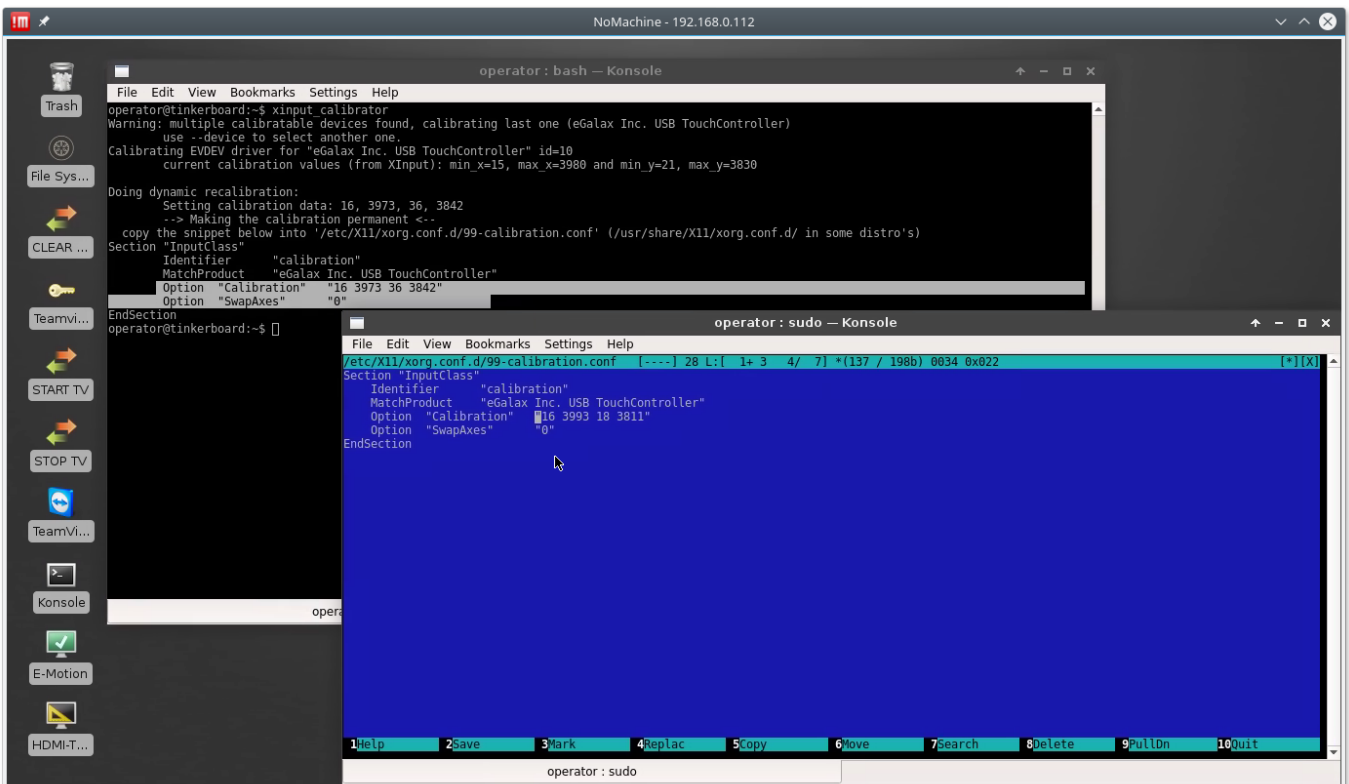 NoMachine - 192.168.0.112
Trash
File Sys...
CLEAR ...
Teamvi...
START TV
STOP TV
TeamVi...
Konsole
E-Motion
HDMI-T...
operator : bash — Konsole
File Edit View Bookmarks Settings Help
operator@tinkerboard:~$ xinput_calibrator
Warning: multiple calibratable devices found, calibrating last one (eGalax Inc. USB TouchController)
use --device to select another one.
Calibrating EVDEV driver for "eGalax Inc. USB TouchController" id=10
current calibration values (from XInput): min_x=15, max_x=3980 and min_y=21, max_y=3830
Doing dynamic recalibration:
Setting calibration data: 16, 3973, 36, 3842
--> Making the calibration permanent <--
copy the snippet below into '/etc/X11/xorg.conf.d/99-calibration.conf' (/usr/share/X11/xorg.conf.d/ in some distro's)
Section "InputClass"
Identifier "calibration"
MatchProduct "eGalax Inc. USB TouchController"
Option "Calibration" "16 3973 36 3842"
Option "SwapAxes" "0"
EndSection
operator@tinkerboard:~$
opera
operator : sudo — Konsole
File Edit View Bookmarks Settings Help
/etc/X11/xorg.conf.d/99-calibration.conf [----] 28 L:[ 1+ 3 4/ 7] *(137 / 198b) 0034 0x022 [*][X]
Section "InputClass"
Identifier "calibration"
MatchProduct "eGalax Inc. USB TouchController"
Option "Calibration" "16 3993 18 3811"
Option "SwapAxes" "0"
EndSection
1Help 2Save 3Mark 4Replac 5Copy 6Move 7Search 8Delete 9PullDn 10Quit
operator : sudo